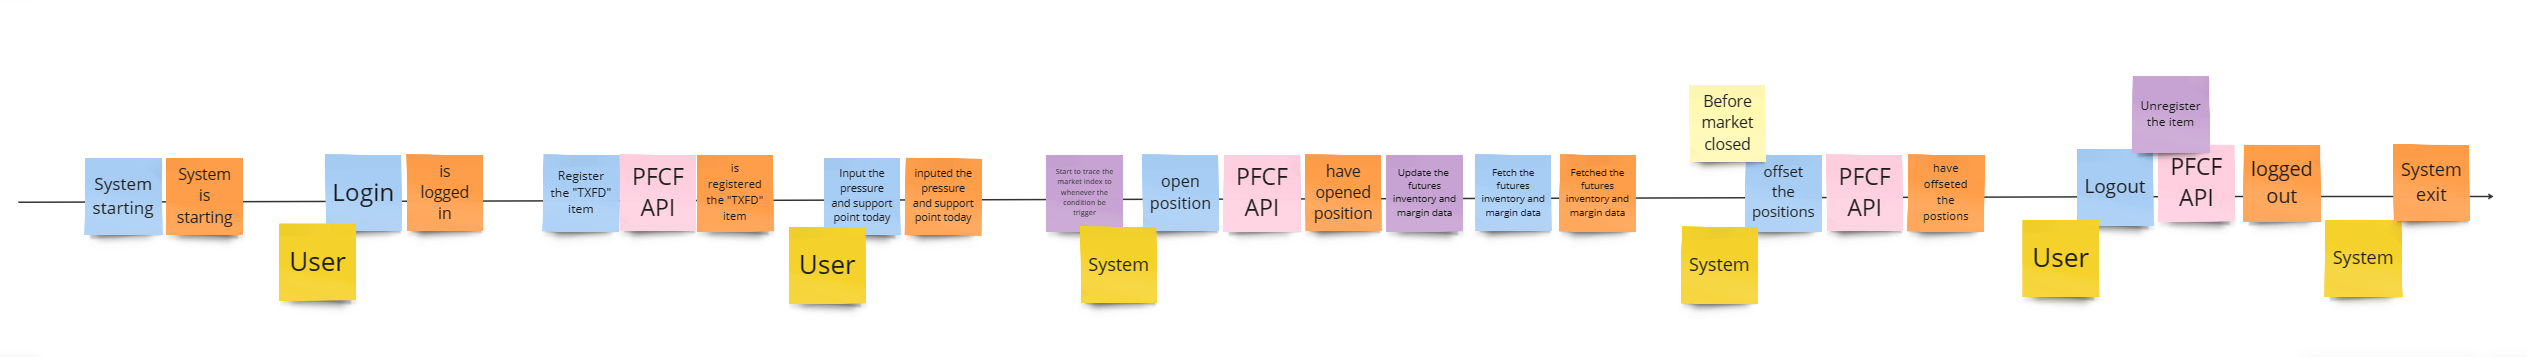 System
starting
System
is
starting
User
Login
is
logged
in
Register
the "TXFD"
item
PFCF
API
is
registered
the "TXFD"
item
User
Input the
pressure
and support
point today
inputed the
pressure
and support
point today
Start to trace the
market index to
whenever the
condition be
trigger
System
open
position
PFCF
API
have
opened
position
Update the
futures
inventory and
margin data
Fetch the
futures
inventory and
margin data
Fetched the
futures
inventory and
margin data
Before
market
closed
System
offset
the
positions
PFCF
API
have
offseted
the
postions
User
Logout
Unregister
the item
PFCF
API
logged
out
System
System
exit